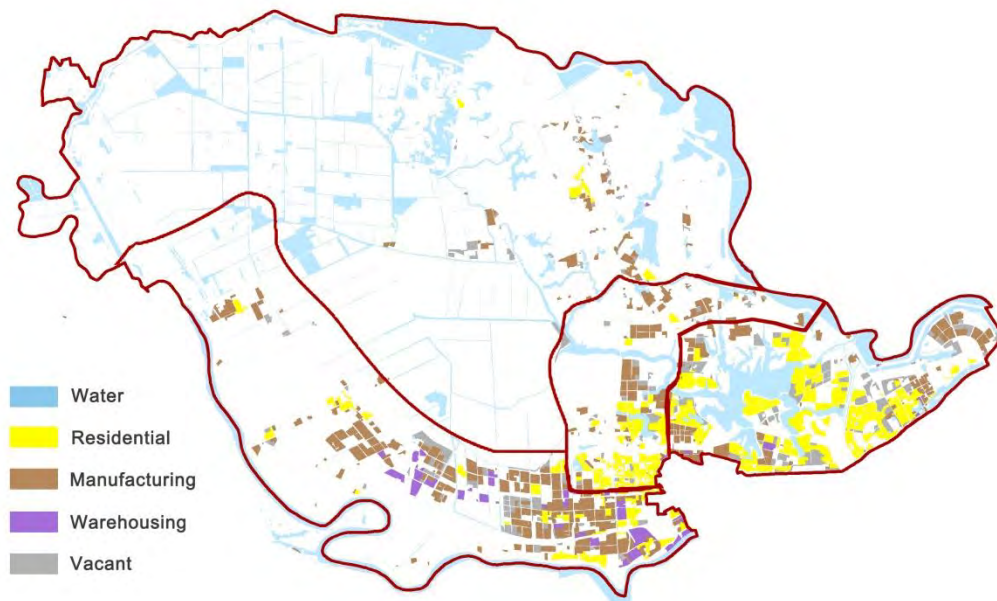 Water
Residential
Manufacturing
Warehousing
Vacant